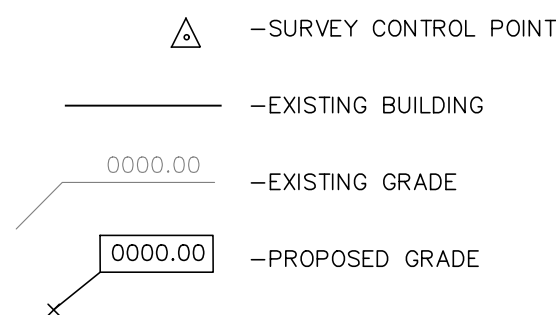 –SURVEY CONTROL POINT
–EXISTING BUILDING
0000.00 –EXISTING GRADE
0000.00 –PROPOSED GRADE